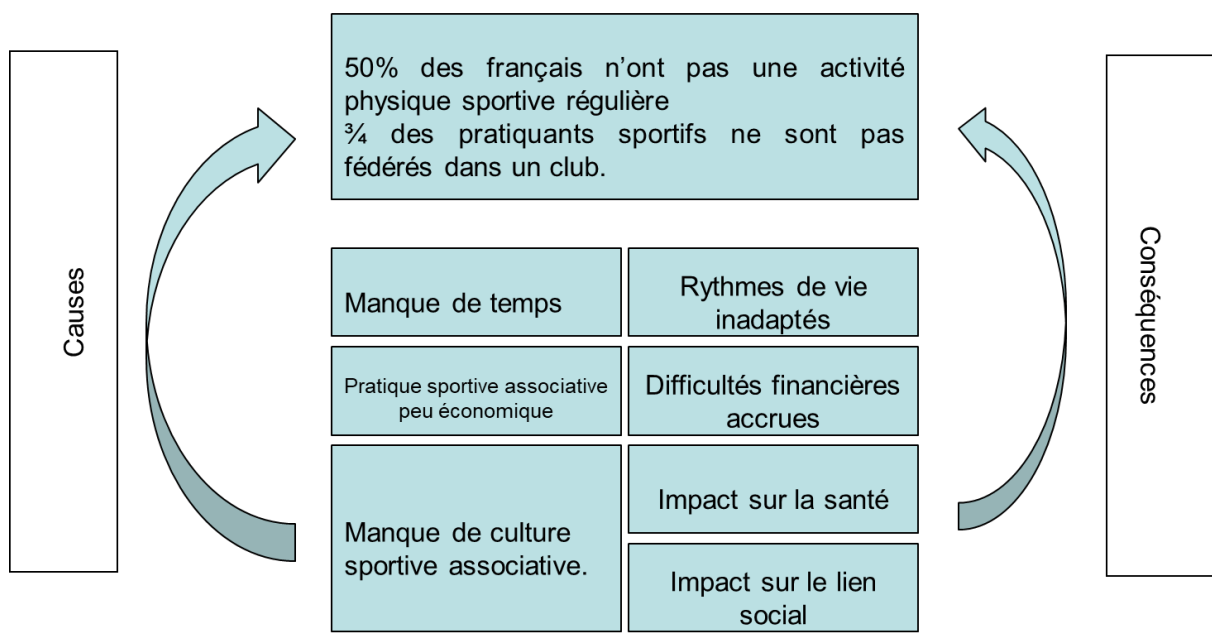 Causes
50% des français n’ont pas une activité
physique sportive régulière
¾ des pratiquants sportifs ne sont pas
fédérés dans un club.
Manque de temps
Rythmes de vie
inadaptés
Pratique sportive associative
peu économique
Difficultés financières
accrues
Manque de culture
sportive associative.
Impact sur la santé
Impact sur le lien
social
Conséquences